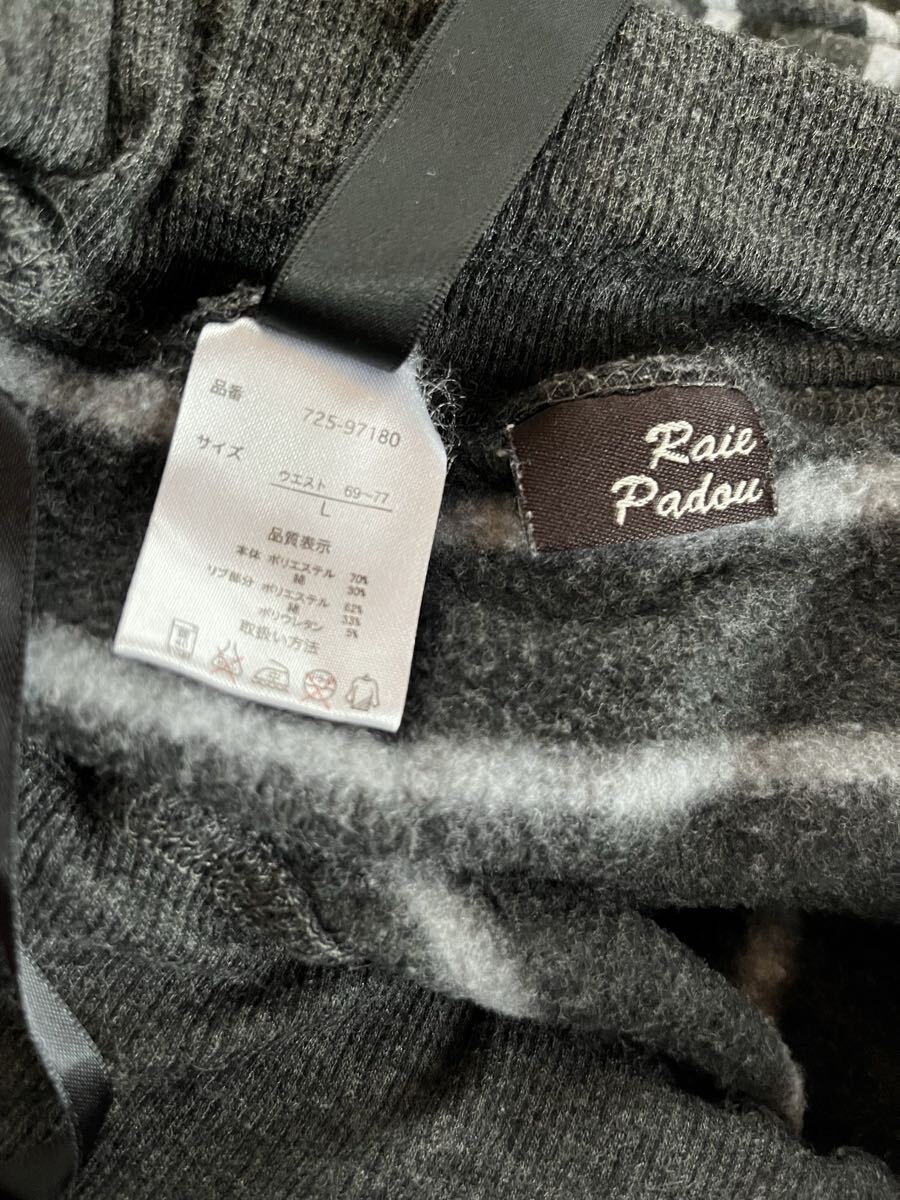 品番 725-97180
サイズ
ウエスト 69~77
L
品質表示
本体 ポリエステル 70%
綿 30%
リブ部分 ポリエステル 62%
綿 33%
ポリウレタン 5%
取扱い方法
Raie
Padou